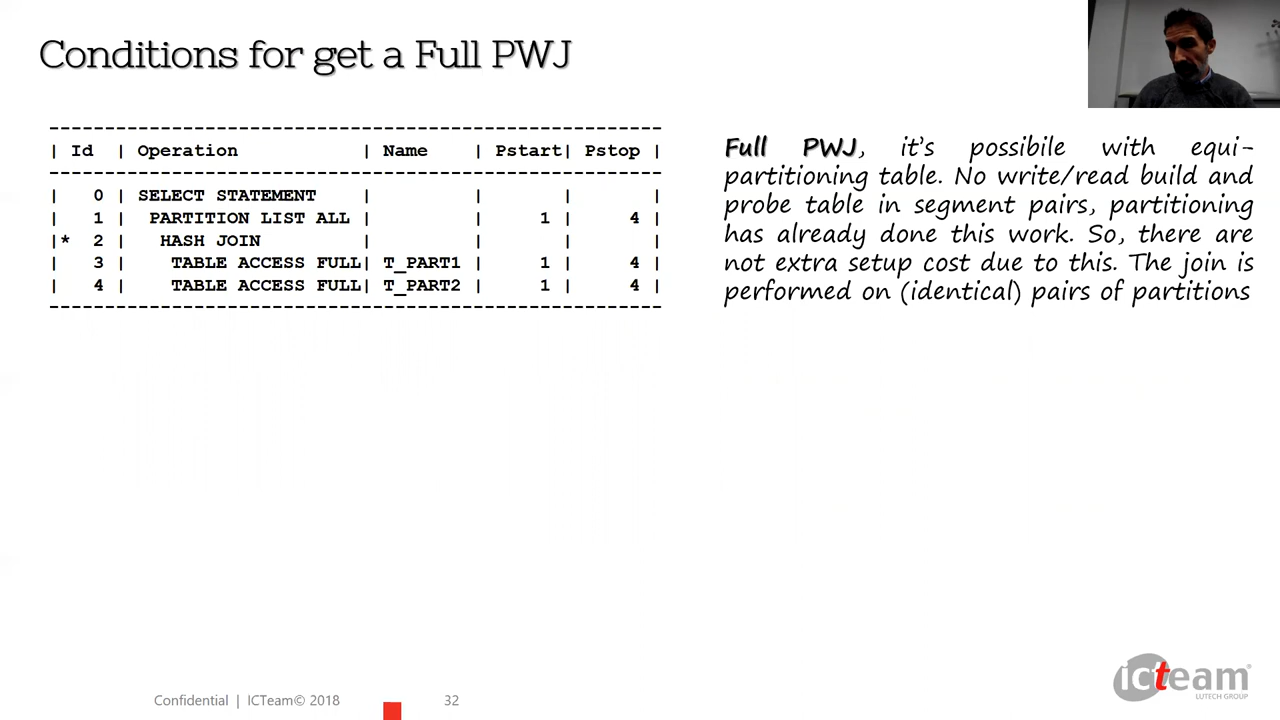 Conditions for get a Full PWJ
------------------------------------------------------
| Id | Operation | Name | Pstart| Pstop |
------------------------------------------------------
| 0 | SELECT STATEMENT | | | |
| 1 | PARTITION LIST ALL | | 1 | 4 |
|* 2 | HASH JOIN | | | |
| 3 | TABLE ACCESS FULL| T_PART1 | 1 | 4 |
| 4 | TABLE ACCESS FULL| T_PART2 | 1 | 4 |
------------------------------------------------------
Full PWJ, it's possibile with equi-
partitioning table. No write/read build and
probe table in segment pairs, partitioning
has already done this work. So, there are
not extra setup cost due to this. The join is
performed on (identical) pairs of partitions
Confidential | ICTeam© 2018
32
icteam
LUTECH GROUP